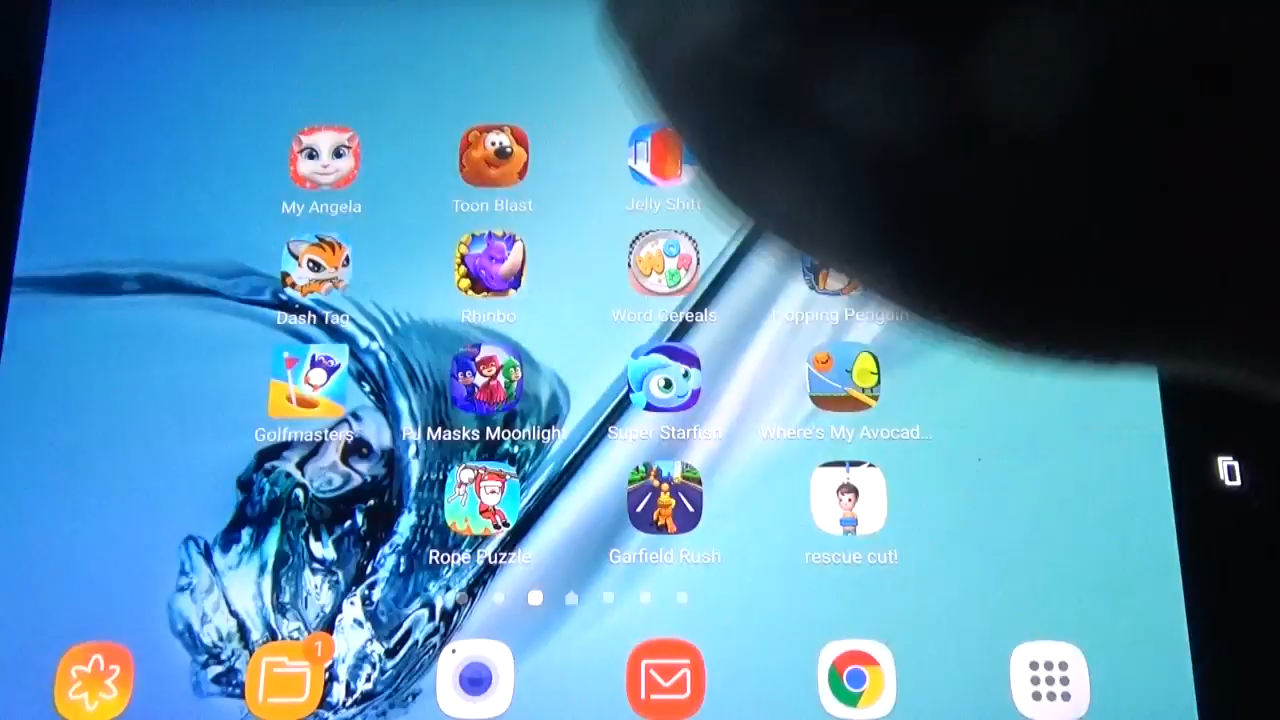 My Angela
Toon Blast
Jelly Shift
Dash Tag
Rhinbo
Word Cereals
Hopping Penguin
Golfmasters
PJ Masks Moonlight
Super Starfish
Where's My Avocad...
Rope Puzzle
Garfield Rush
rescue cut!
1